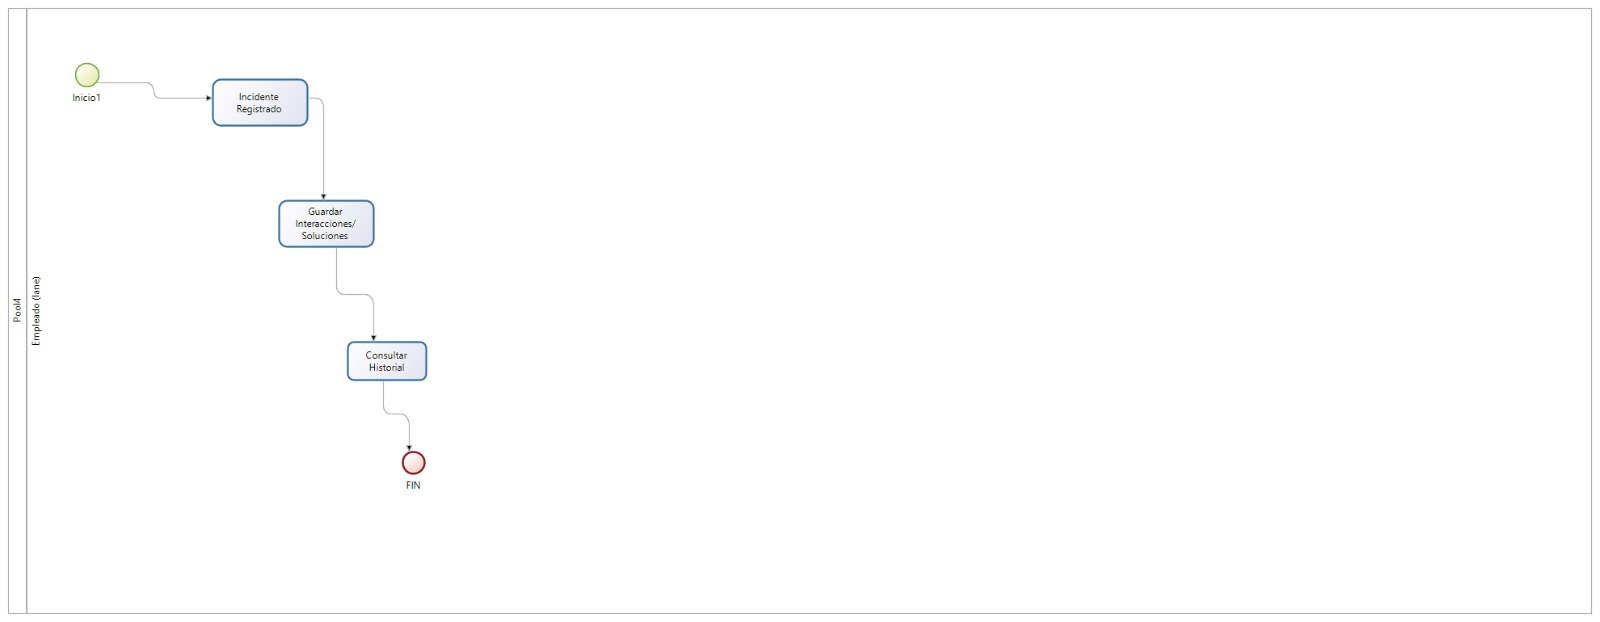 Pool4
Empleado (lane)
Inicio1
Incidente
Registrado
Guardar
Interacciones/
Soluciones
Consultar
Historial
FIN